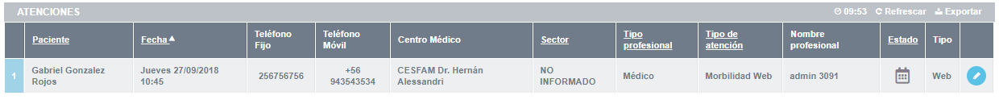 ATENCIONES 09:53 Refrescar Exportar
Paciente Fecha Teléfono Fijo Teléfono Móvil Centro Médico Sector Tipo profesional Tipo de atención Nombre profesional Estado Tipo
1 Gabriel Gonzalez Rojos Jueves 27/09/2018 10:45 256756756 +56 943543534 CESFAM Dr. Hernán Alessandri NO INFORMADO Médico Morbilidad Web admin 3091 Web